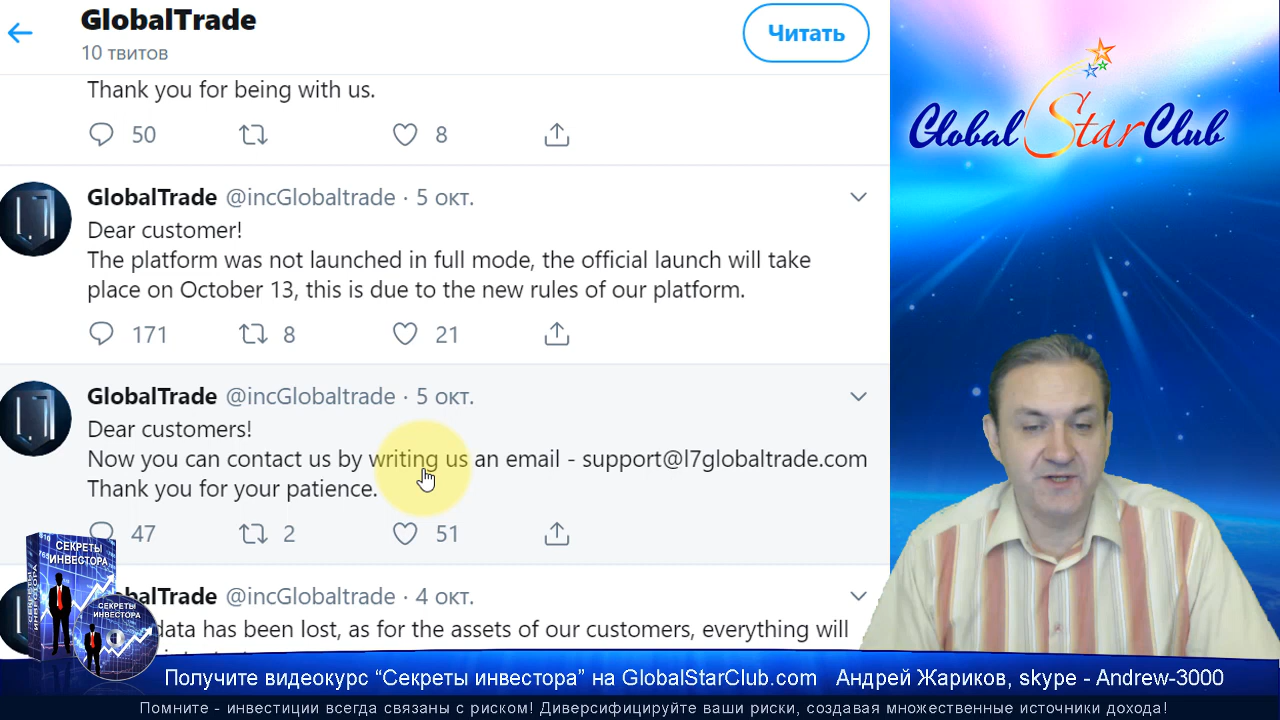 GlobalTrade
10 твитов
Читать
Thank you for being with us.
50
8
GlobalTrade @incGlobaltrade · 5 окт.
Dear customer!
The platform was not launched in full mode, the official launch will take
place on October 13, this is due to the new rules of our platform.
171
8
21
GlobalTrade @incGlobaltrade · 5 окт.
Dear customers!
Now you can contact us by writing us an email - support@l7globaltrade.com
Thank you for your patience.
47
2
51
Trade @incGlobaltrade · 4 окт.
data has been lost, as for the assets of our customers, everything will
Global Star Club
СЕКРЕТЫ
ИНВЕСТОРА
СЕКРЕТЫ
ИНВЕСТОРА
СЕКРЕТЫ
ИНВЕСТОРА
Получите видеокурс “Секреты инвестора” на GlobalStarClub.com Андрей Жариков, skype - Andrew-3000
Помните - инвестиции всегда связаны с риском! Диверсифицируйте ваши риски, создавая множественные источники дохода!